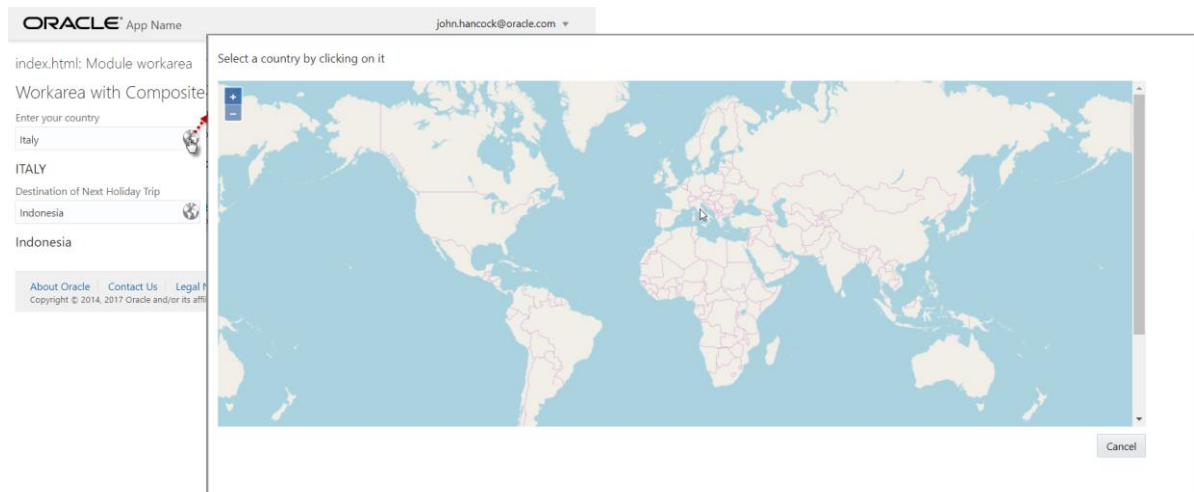 ORACLE® App Name
john.hancock@oracle.com
index.html: Module workarea
Workarea with Composite
Enter your country
Italy
ITALY
Destination of Next Holiday Trip
Indonesia
Indonesia
About Oracle Contact Us Legal
Copyright © 2014, 2017 Oracle and/or its
Select a country by clicking on it
+
−
Cancel